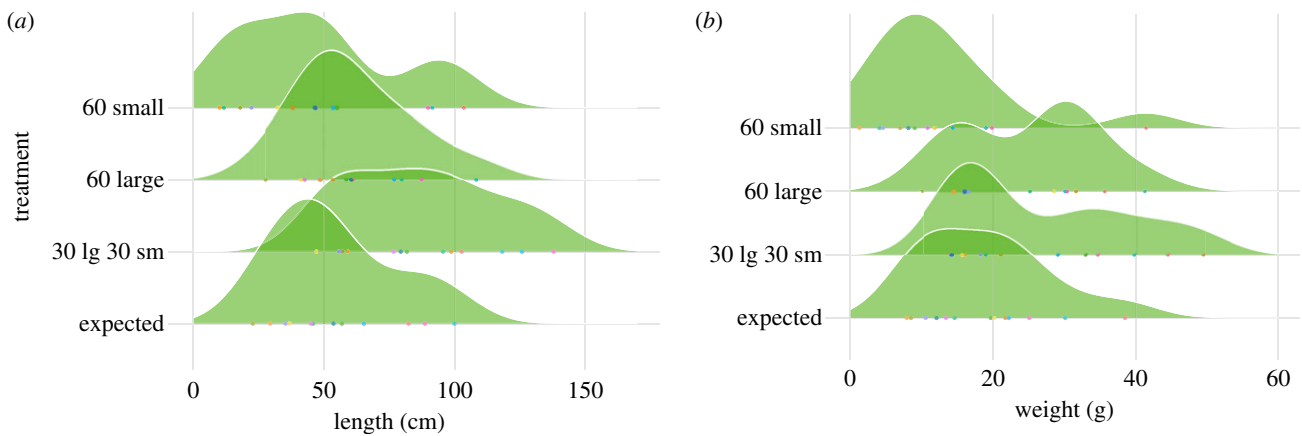 (a)
treatment
60 small
60 large
30 lg 30 sm
expected
0 50 100 150
length (cm)
(b)
60 small
60 large
30 lg 30 sm
expected
0 20 40 60
weight (g)